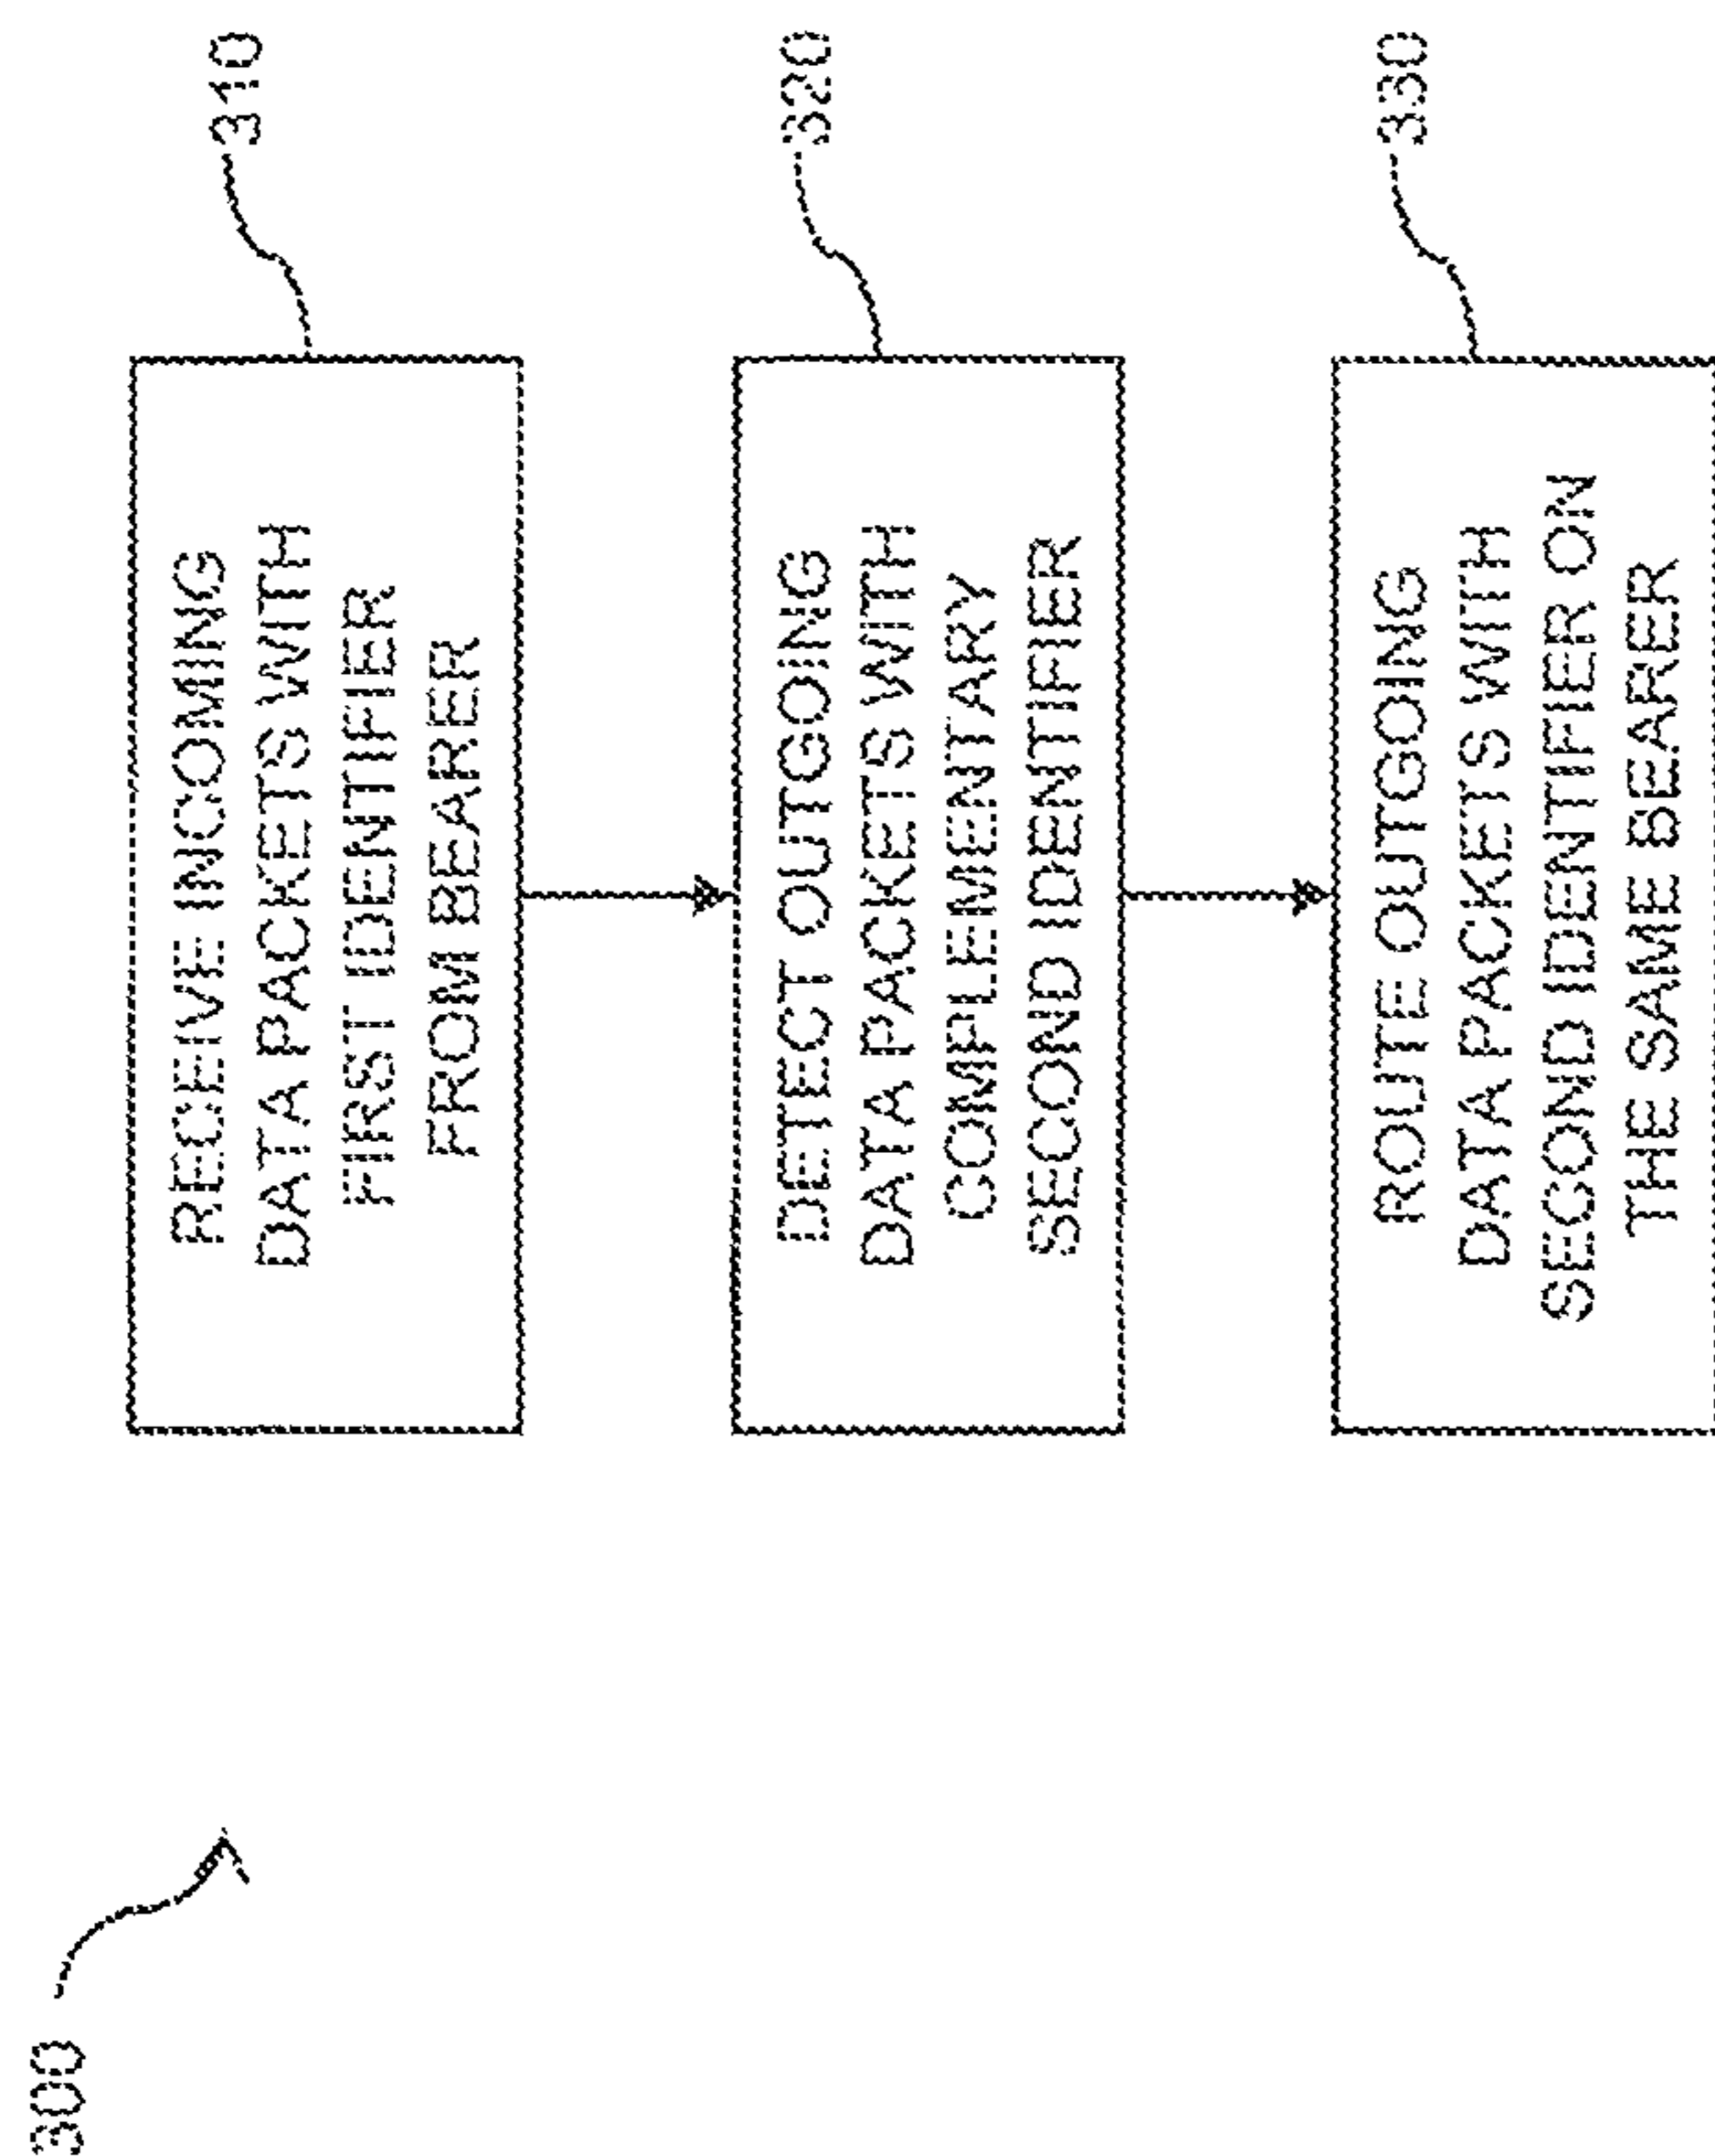 300
RECEIVE INCOMING
DATA PACKETS WITH
FIRST IDENTIFIER
FROM BEARER
310
DETECT OUTGOING
DATA PACKETS WITH
COMPLEMENTARY
SECOND IDENTIFIER
320
ROUTE OUTGOING
DATA PACKETS WITH
SECOND IDENTIFIER ON
THE SAME BEARER
330